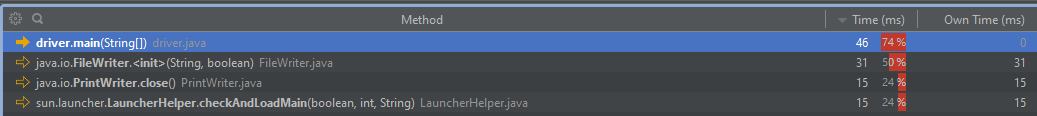 Method Time (ms) Own Time (ms)
driver.main(String[]) driver.java 46 74 % 0
java.io.FileWriter.<init>(String, boolean) FileWriter.java 31 50 % 31
java.io.PrintWriter.close() PrintWriter.java 15 24 % 15
sun.launcher.LauncherHelper.checkAndLoadMain(boolean, int, String) LauncherHelper.java 15 24 % 15